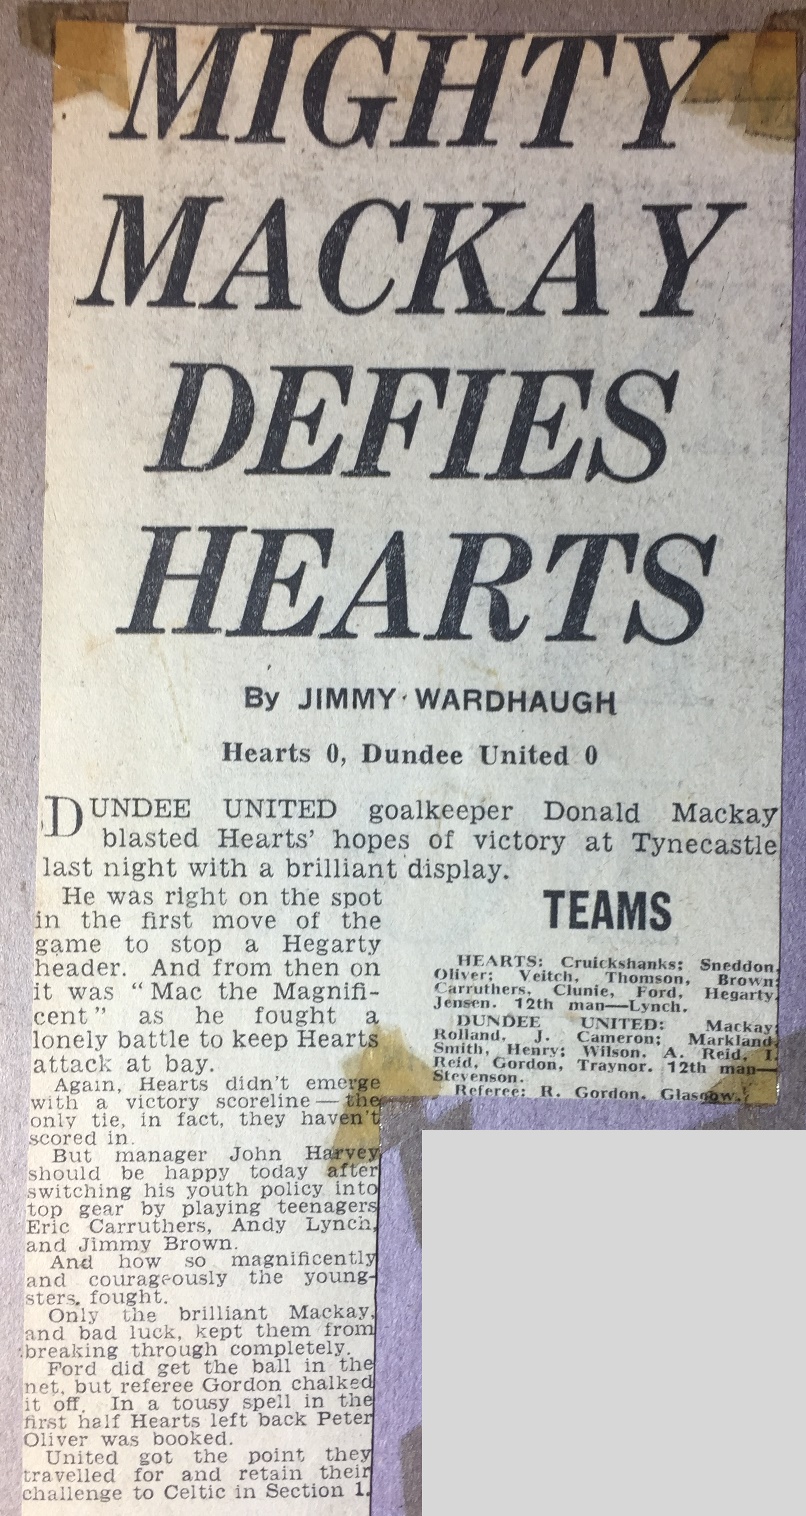 MIGHTY
MACKAY
DEFIES
HEARTS
By JIMMY WARDHAUGH
Hearts 0, Dundee United 0
DUNDEE UNITED goalkeeper Donald Mackay
blasted Hearts' hopes of victory at Tynecastle
last night with a brilliant display.
He was right on the spot
in the first move of the
game to stop a Hegarty
header. And from then on
it was "Mac the Magnifi-
cent" as he fought a
lonely battle to keep Hearts
attack at bay.
Again, Hearts didn't emerge
with a victory scoreline—the
only tie, in fact, they haven't
scored in.
But manager John Harvey
should be happy today after
switching his youth policy into
top gear by playing teenagers
Eric Carruthers, Andy Lynch,
and Jimmy Brown.
And how so magnificently
and courageously the young-
sters, fought.
Only the brilliant Mackay,
and bad luck, kept them from
breaking through completely.
Ford did get the ball in the
net, but referee Gordon chalked
it off. In a tousy spell in the
first half Hearts left back Peter
Oliver was booked.
United got the point they
travelled for and retain their
challenge to Celtic in Section 1.
TEAMS
HEARTS: Cruickshanks; Sneddon,
Oliver; Veitch, Thomson, Brown;
Carruthers, Clunie, Ford, Hegarty,
Jensen. 12th man—Lynch.
DUNDEE UNITED: Mackay;
Rolland, J. Cameron; Markland,
Smith, Henry; Wilson, A. Reid, I.
Reid, Gordon, Traynor. 12th man—
Stevenson.
Referee: R. Gordon, Glasgow.